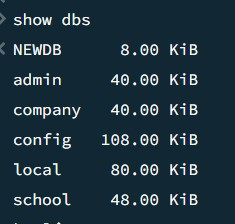 > show dbs
< NEWDB 8.00 KiB
admin 40.00 KiB
company 40.00 KiB
config 108.00 KiB
local 80.00 KiB
school 48.00 KiB